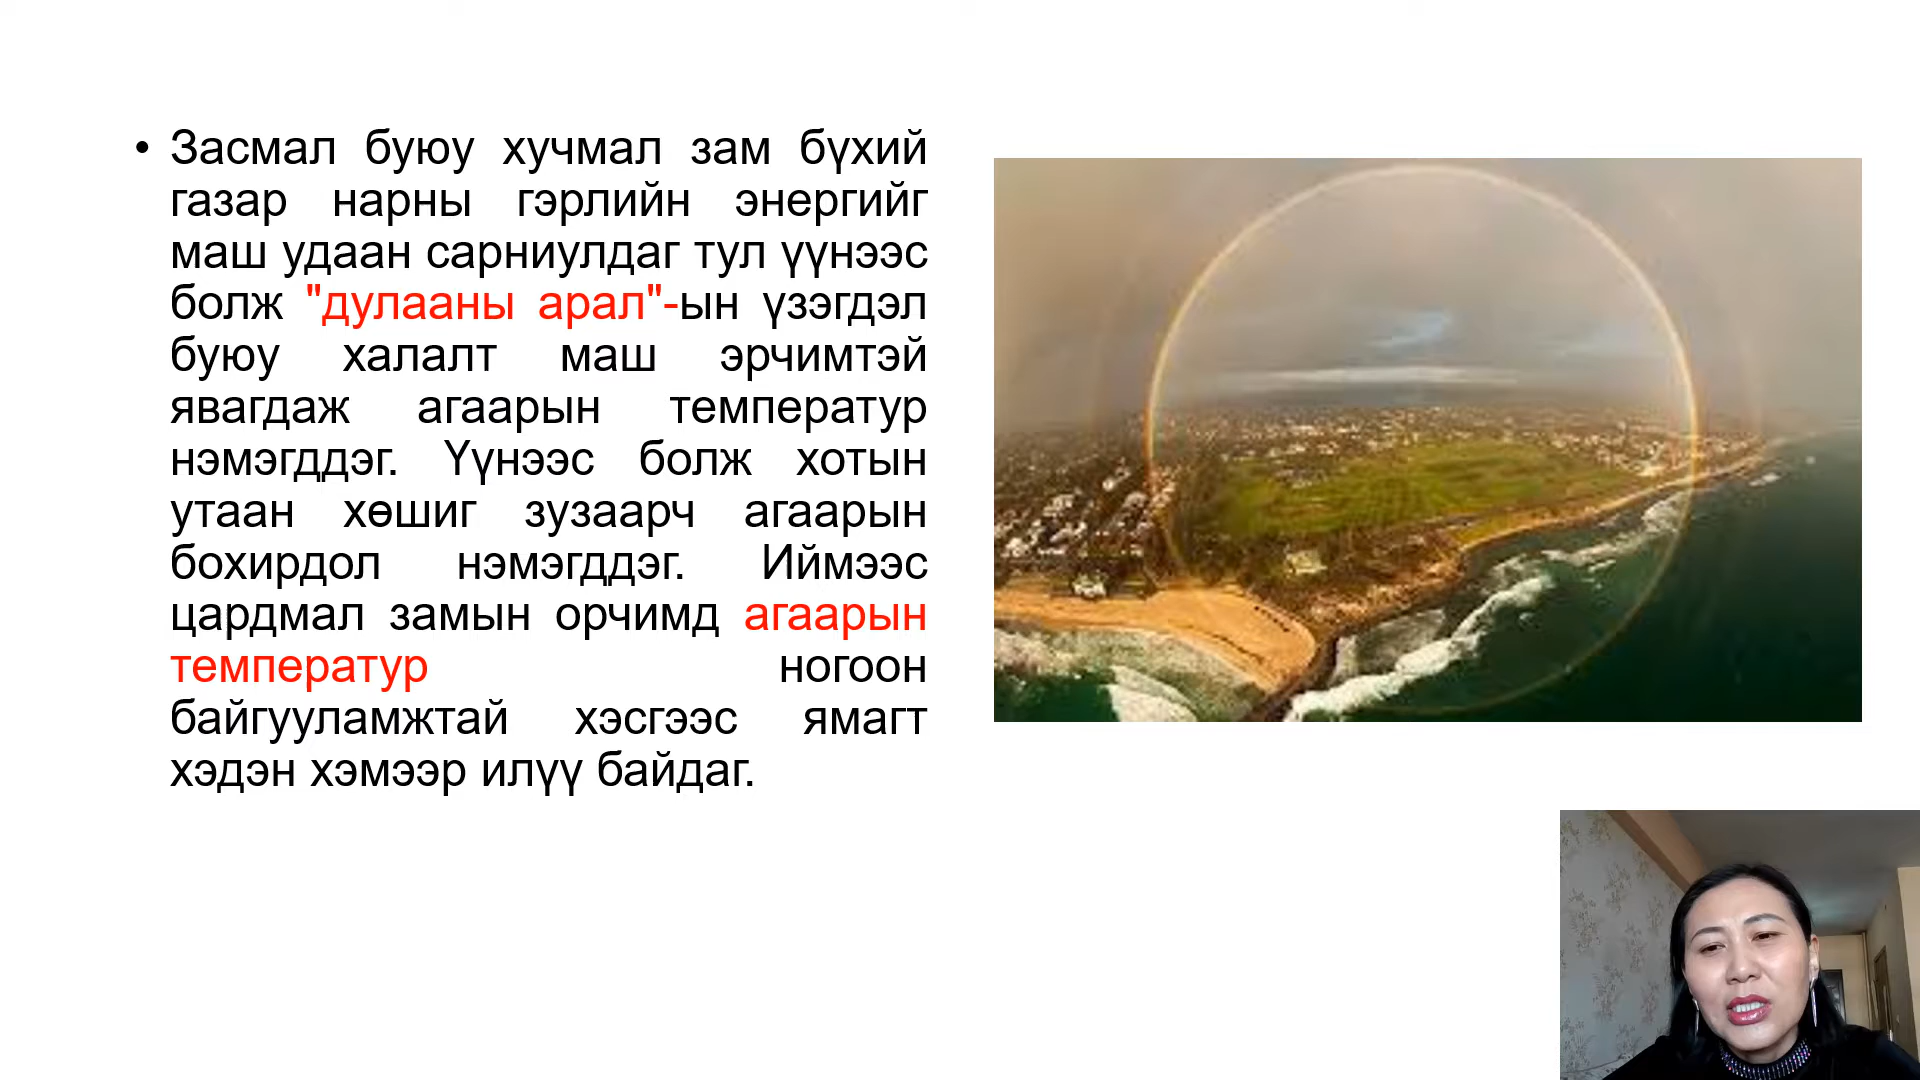 • Засмал буюу хучмал зам бүхий
газар нарны гэрлийн энергийг
маш удаан сарниулдаг тул үүнээс
болж "дулааны арал"-ын үзэгдэл
буюу халалт маш эрчимтэй
явагдаж агаарын температур
нэмэгддэг. Үүнээс болж хотын
утаан хөшиг зузаарч агаарын
бохирдол нэмэгддэг. Иймээс
цардмал замын орчимд агаарын
температур ногоон
байгууламжтай хэсгээс ямагт
хэдэн хэмээр илүү байдаг.